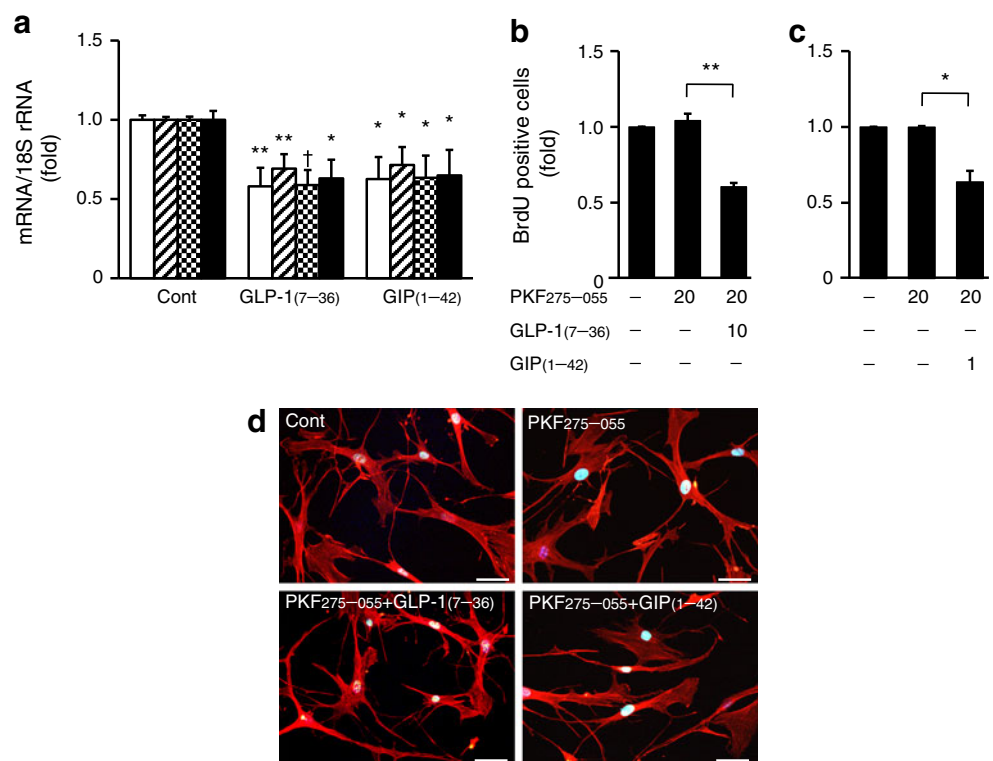 a
1.5
1.0
0.5
0
mRNA/18S rRNA
(fold)
** ** † *
* * * *
Cont GLP-1(7–36) GIP(1–42)
b
1.5
1.0
0.5
0
BrdU positive cells
(fold)
**
PKF275–055 – 20 20
GLP-1(7–36) – – 10
GIP(1–42) – – –
c
1.5
1.0
0.5
0
*
– 20 20
– – –
– – 1
d
Cont
PKF275–055
PKF275–055+GLP-1(7–36)
PKF275–055+GIP(1–42)